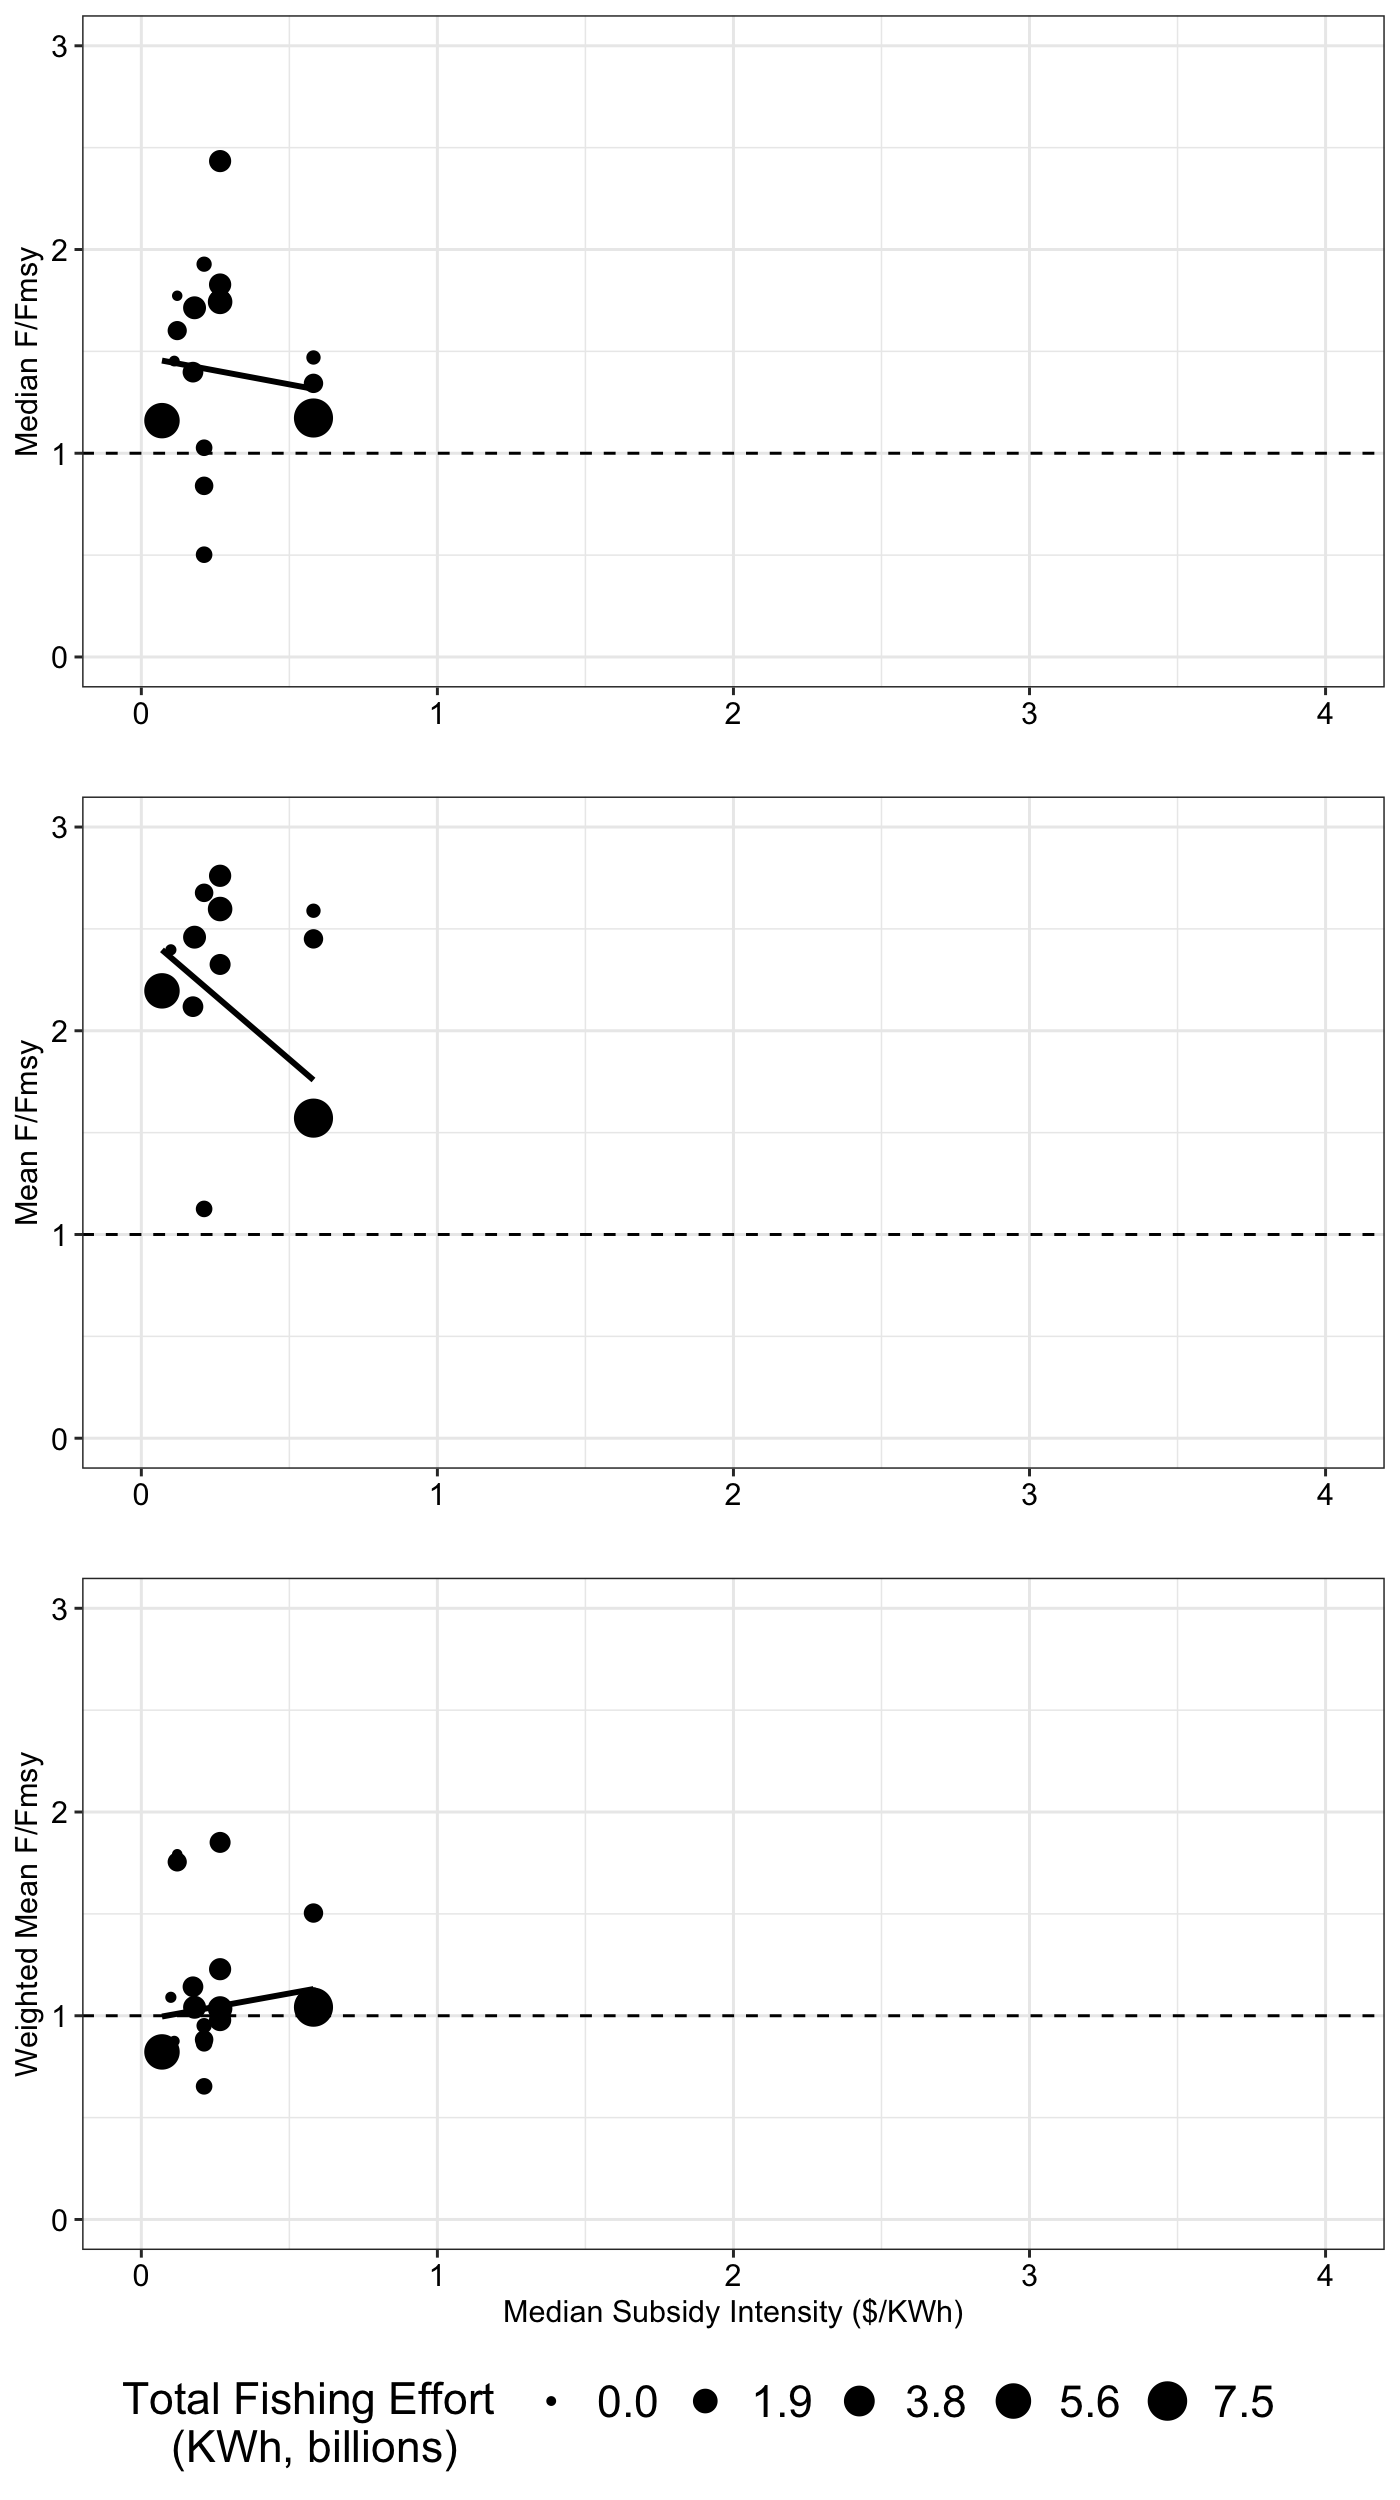 3
2
1
0
Median F/Fmsy
0 1 2 3 4
3
2
1
0
Mean F/Fmsy
0 1 2 3 4
3
2
1
0
Weighted Mean F/Fmsy
0 1 2 3 4
Median Subsidy Intensity ($/KWh)
Total Fishing Effort
(KWh, billions)
0.0 1.9 3.8 5.6 7.5